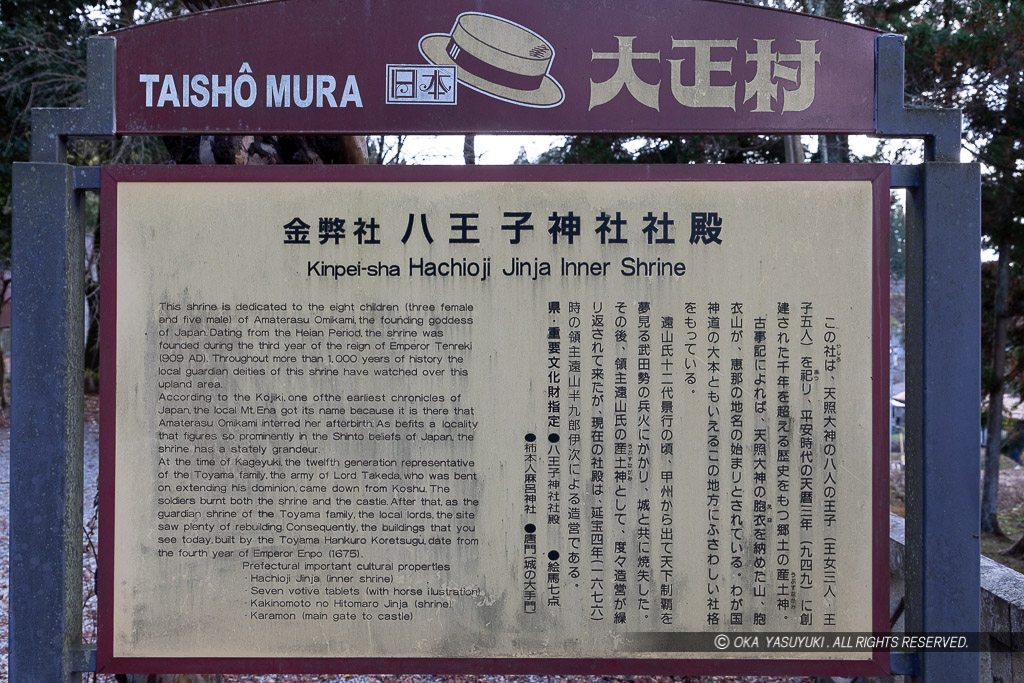 TAISHÔ MURA
日本
大正村
金弊社 八王子神社社殿
Kinpei-sha Hachioji Jinja Inner Shrine
This shrine is dedicated to the eight children (three female
and five male) of Amaterasu Omikami, the founding goddess
of Japan. Dating from the Heian Period, the shrine was
founded during the third year of the reign of Emperor Tenreki
(909 AD). Throughout more than 1,000 years of history the
local guardian deities of this shrine have watched over this
upland area.
According to the Kojiki, one ofthe earliest chronicles of
Japan, the local Mt. Ena got its name because it is there that
Amaterasu Omikami interred her afterbirth. As befits a locality
that figures so prominently in the Shinto beliefs of Japan, the
shrine has a stately grandeur.
At the time of Kageyuki, the twelfth generation representative
of the Toyama family, the army of Lord Takeda, who was bent
on extending his dominion, came down from Koshu. The
soldiers burnt both the shrine and the castle. After that, as the
guardian shrine of the Toyama family, the local lords, the site
saw plenty of rebuilding. Consequently, the buildings that you
see today, built by the Toyama Hankuro Koretsugu, date from
the fourth year of Emperor Enpo (1675).
Prefectural important cultural properties
· Hachioji Jinja (inner shrine)
· Seven votive tablets (with horse illustration)
· Kakinomoto no Hitomaro Jinja (shrine)
· Karamon (main gate to castle)
この社は、天照大神の八人の王子（王女三人、王
子五人）を祀り、平安時代の天暦三年（九四九）に創
建された千年を超える歴史をもつ郷土の産土神。
古事記によれば、天照大神の胞衣を納めた山、胞
衣山が、恵那の地名の始まりとされている。わが国
神道の大本ともいえるこの地方にふさわしい社格
をもっている。
遠山氏十二代景行の頃、甲州から出て天下制覇を
夢見る武田勢の兵火にかかり、城と共に焼失した。
その後、領主遠山氏の産土神として、度々造営が繰
り返されて来たが、現在の社殿は、延宝四年（一六七六）
時の領主遠山半九郎伊次による造営である。
県・重要文化財指定 ●八王子神社社殿 ●絵馬七点
●柿本人麻呂神社 ●唐門（城の大手門）
© OKA YASUYUKI. ALL RIGHTS RESERVED.